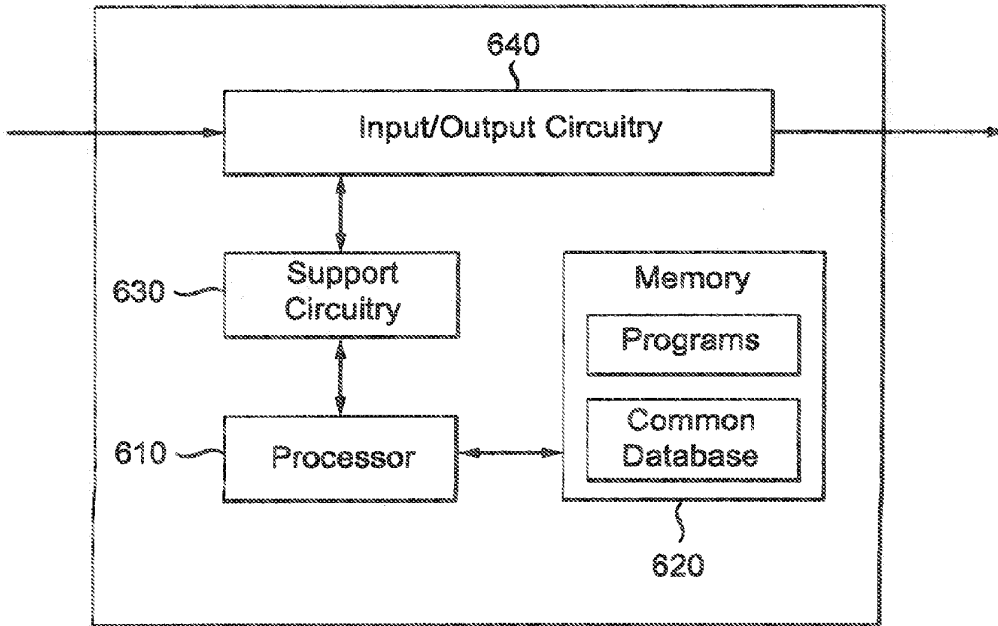 640
Input/Output Circuitry
630
Support
Circuitry
Memory
Programs
Common
Database
610
Processor
620